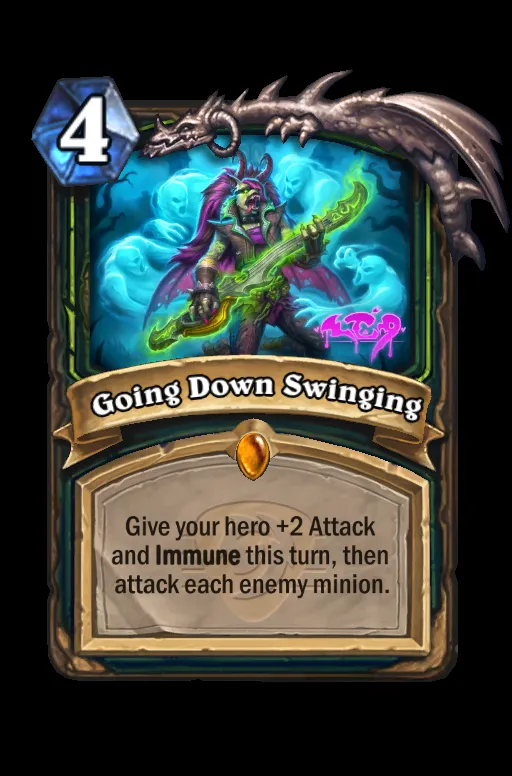 4
Going Down Swinging
Give your hero +2 Attack
and Immune this turn, then
attack each enemy minion.